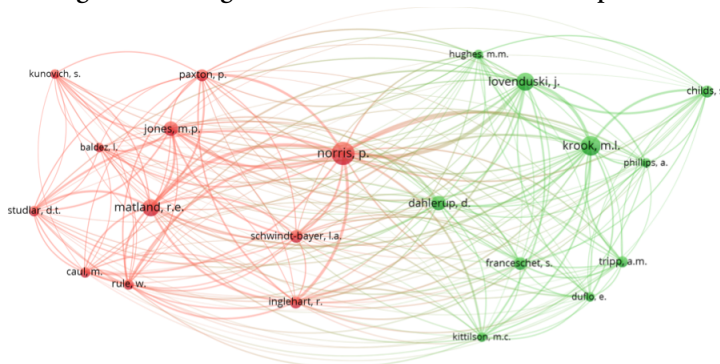 hughes, m.m.
kunovich, s.
paxton, p.
lovenduski, j.
childs,
jones, m.p.
baldez, l.
norris, p.
krook, m.l.
phillips, a.
studlar, d.t.
matland, r.e.
dahlerup, d.
schwindt-bayer, l.a.
caul, m.
franceschet, s.
tripp, a.m.
rule, w.
inglehart, r.
duflo, e.
kittilson, m.c.